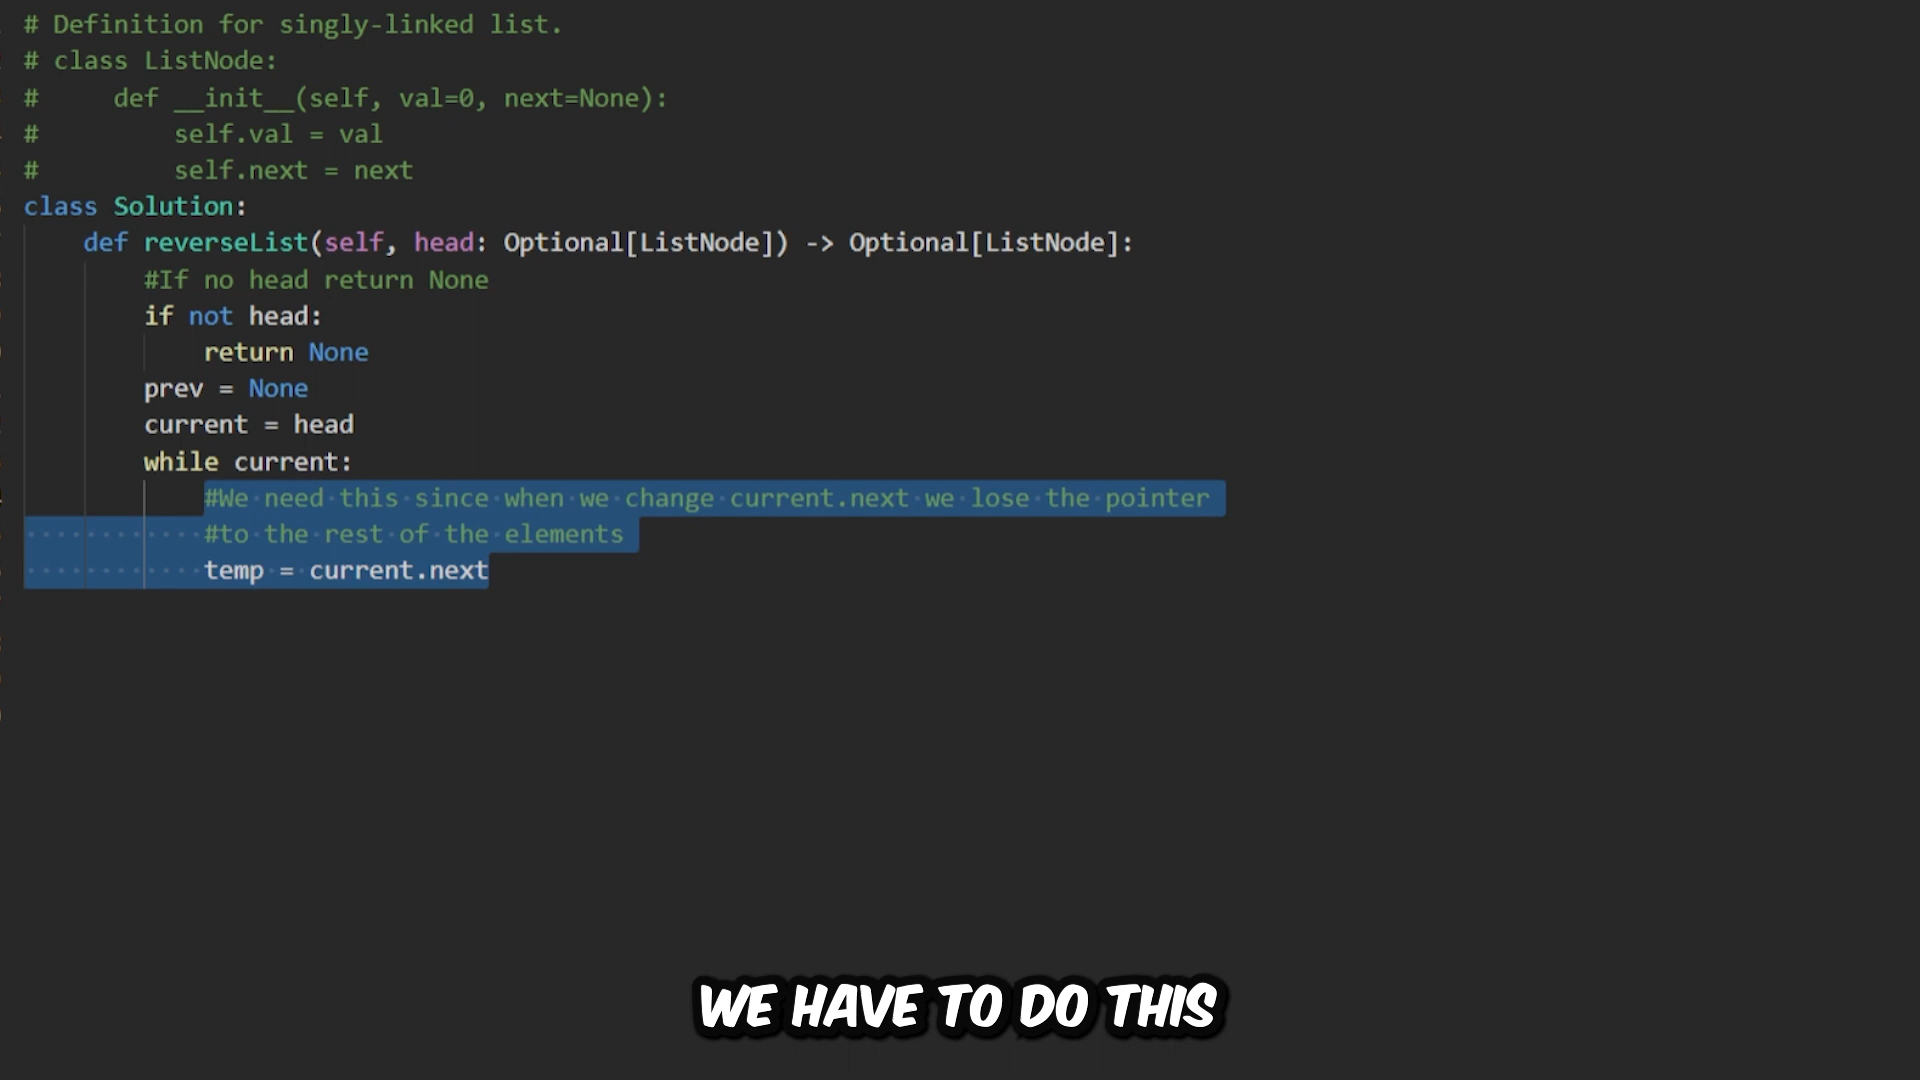 # Definition for singly-linked list.
# class ListNode:
#     def __init__(self, val=0, next=None):
#         self.val = val
#         self.next = next
class Solution:
    def reverseList(self, head: Optional[ListNode]) -> Optional[ListNode]:
        #If no head return None
        if not head:
            return None
        prev = None
        current = head
        while current:
            #We need this since when we change current.next we lose the pointer
            #to the rest of the elements
            temp = current.next
WE HAVE TO DO THIS